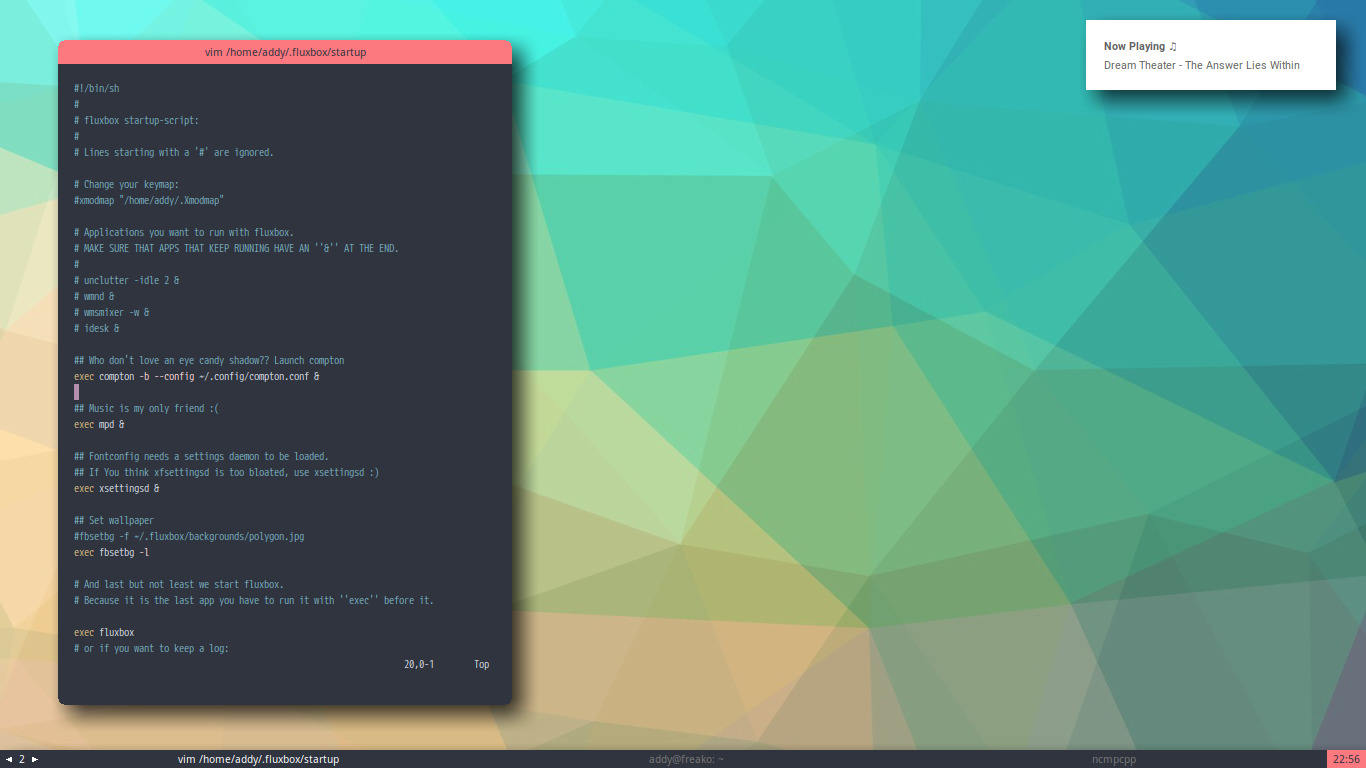 vim /home/addy/.fluxbox/startup
Now Playing ♫
Dream Theater - The Answer Lies Within
#!/bin/sh
#
# fluxbox startup-script:
#
# Lines starting with a '#' are ignored.
# Change your keymap:
#xmodmap "/home/addy/.Xmodmap"
# Applications you want to run with fluxbox.
# MAKE SURE THAT APPS THAT KEEP RUNNING HAVE AN ''&'' AT THE END.
#
# unclutter -idle 2 &
# wmnd &
# wmsmixer -w &
# idesk &
## Who don't love an eye candy shadow?? Launch compton
exec compton -b --config ~/.config/compton.conf &
## Music is my only friend :(
exec mpd &
## Fontconfig needs a settings daemon to be loaded.
## If You think xfsettingsd is too bloated, use xsettingsd :)
exec xsettingsd &
## Set wallpaper
#fbsetbg -f ~/.fluxbox/backgrounds/polygon.jpg
exec fbsetbg -l
# And last but not least we start fluxbox.
# Because it is the last app you have to run it with ''exec'' before it.
exec fluxbox
# or if you want to keep a log:
20,0-1 Top
2 vim /home/addy/.fluxbox/startup addy@freako: ~ ncmpcpp 22:56